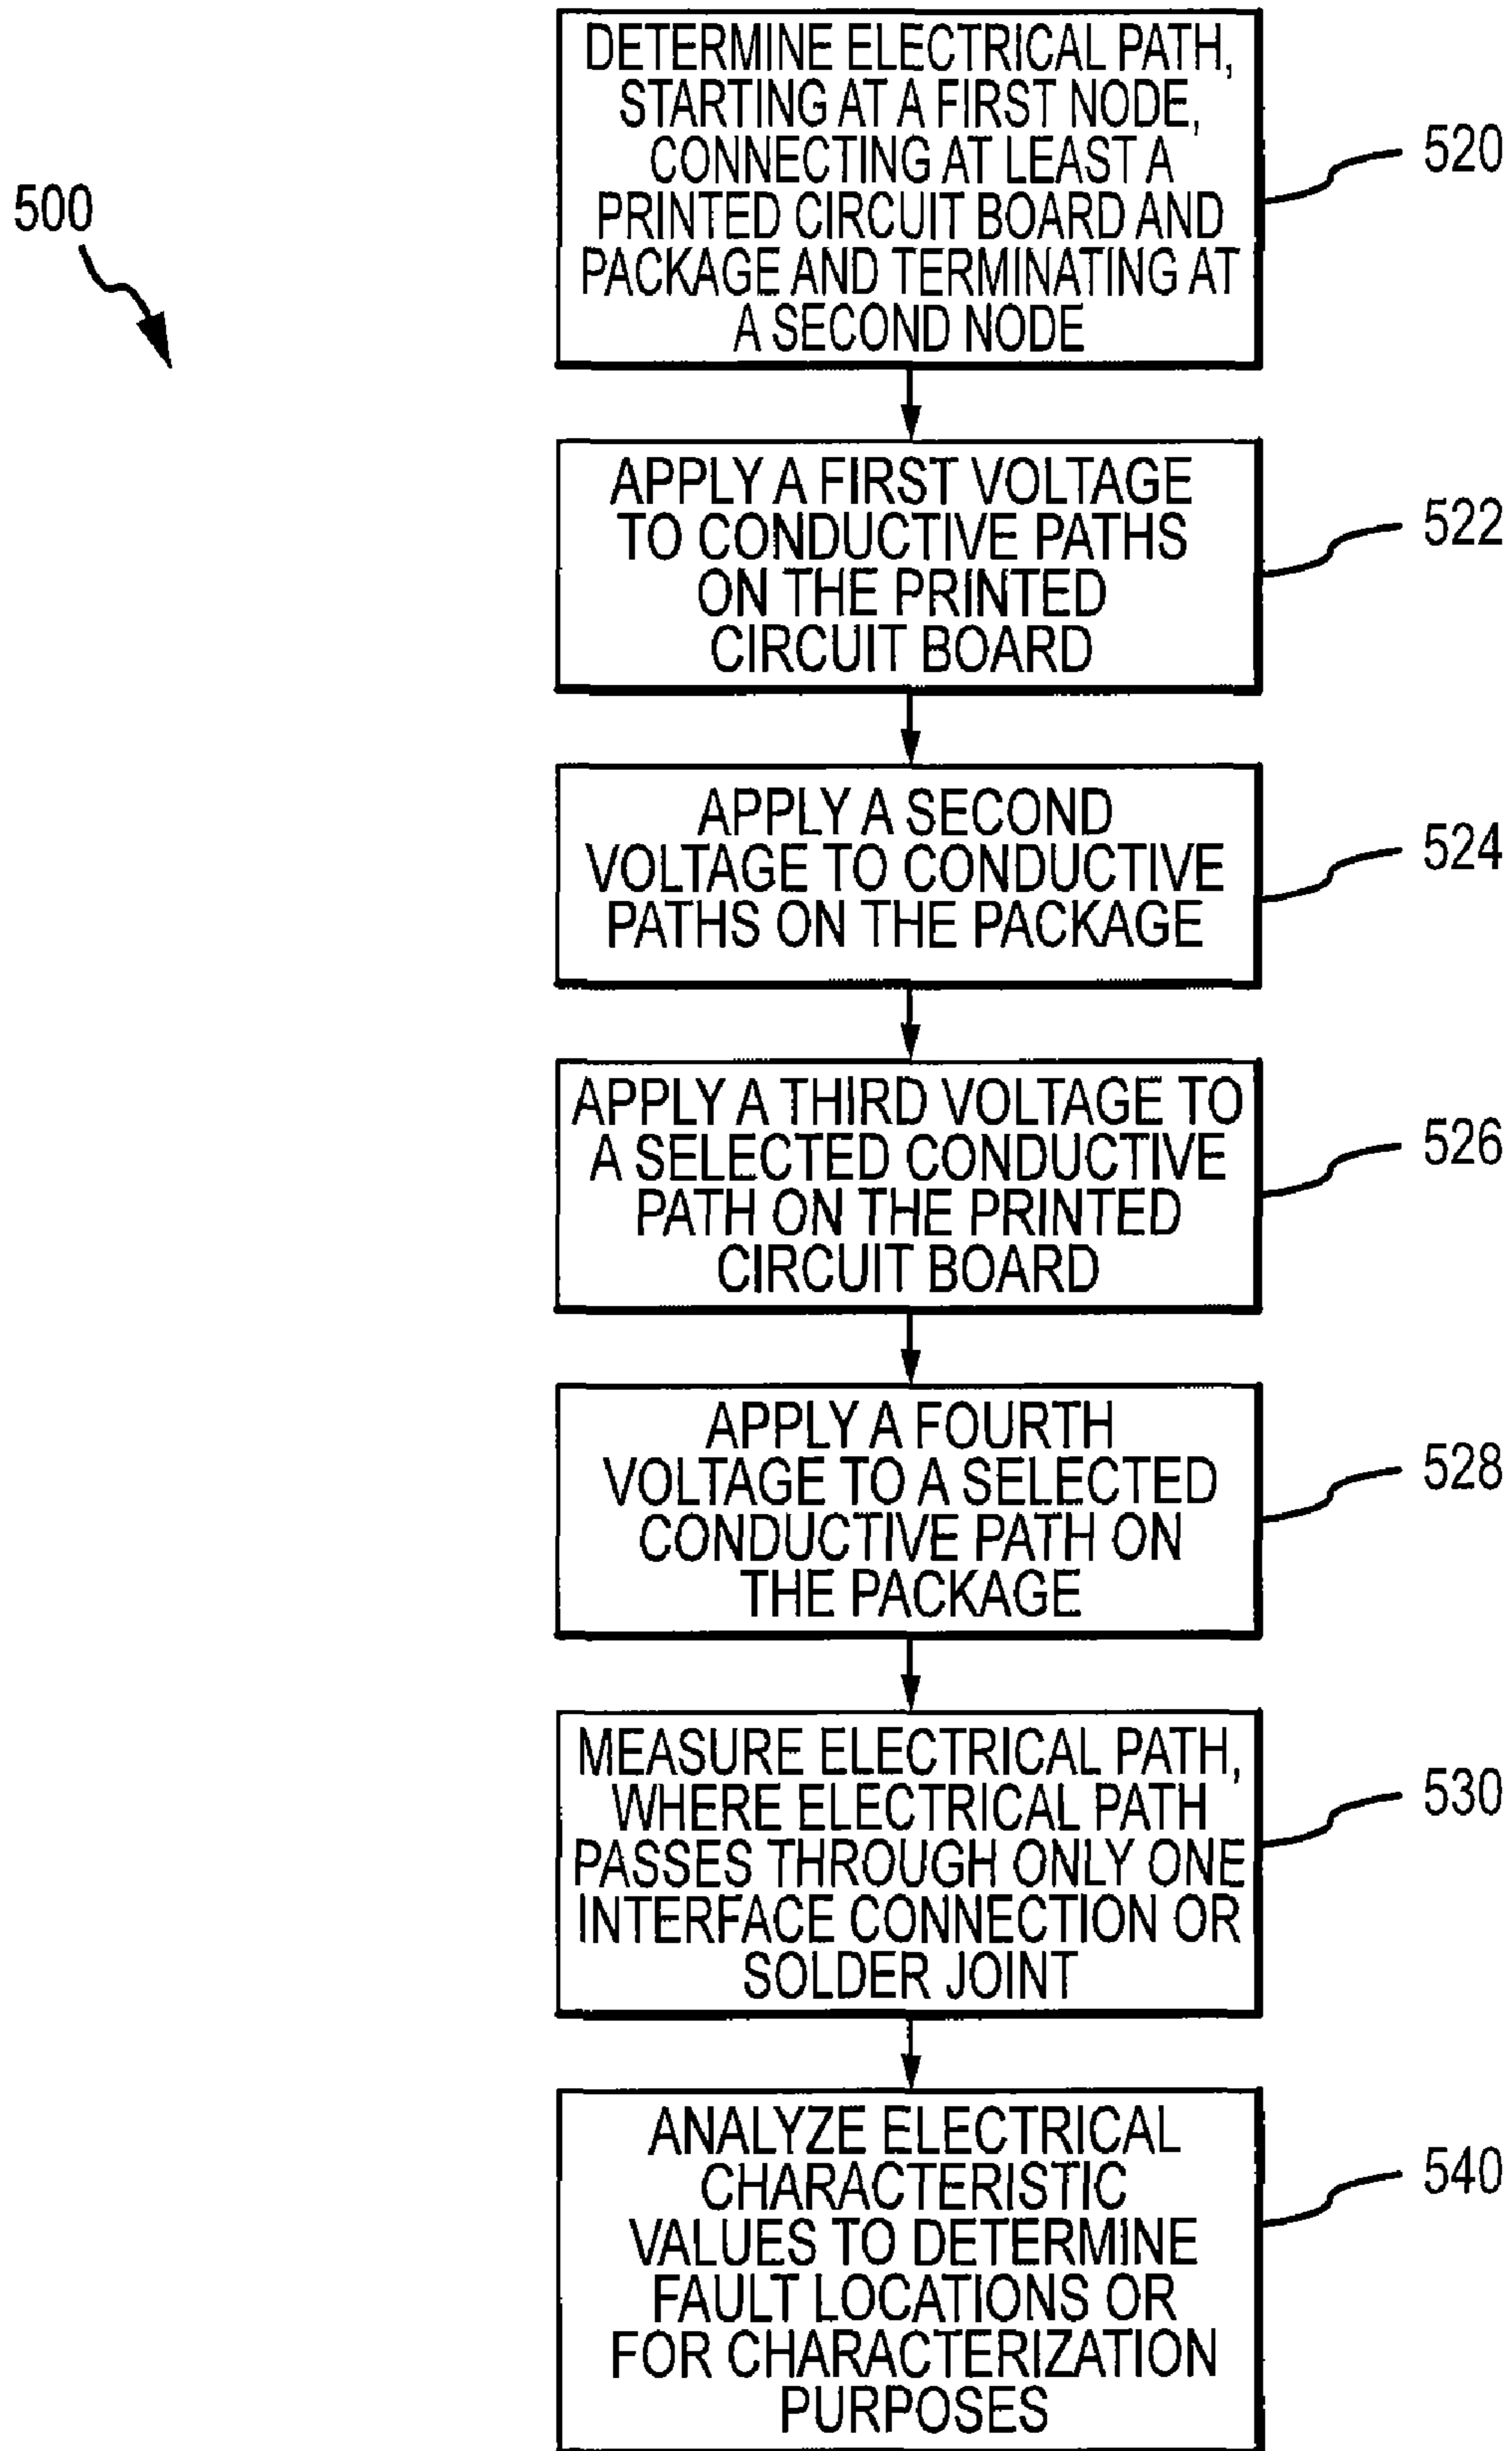 500
DETERMINE ELECTRICAL PATH,
STARTING AT A FIRST NODE,
CONNECTING AT LEAST A
PRINTED CIRCUIT BOARD AND
PACKAGE AND TERMINATING AT
A SECOND NODE
520
APPLY A FIRST VOLTAGE
TO CONDUCTIVE PATHS
ON THE PRINTED
CIRCUIT BOARD
522
APPLY A SECOND
VOLTAGE TO CONDUCTIVE
PATHS ON THE PACKAGE
524
APPLY A THIRD VOLTAGE TO
A SELECTED CONDUCTIVE
PATH ON THE PRINTED
CIRCUIT BOARD
526
APPLY A FOURTH
VOLTAGE TO A SELECTED
CONDUCTIVE PATH ON
THE PACKAGE
528
MEASURE ELECTRICAL PATH,
WHERE ELECTRICAL PATH
PASSES THROUGH ONLY ONE
INTERFACE CONNECTION OR
SOLDER JOINT
530
ANALYZE ELECTRICAL
CHARACTERISTIC
VALUES TO DETERMINE
FAULT LOCATIONS OR
FOR CHARACTERIZATION
PURPOSES
540